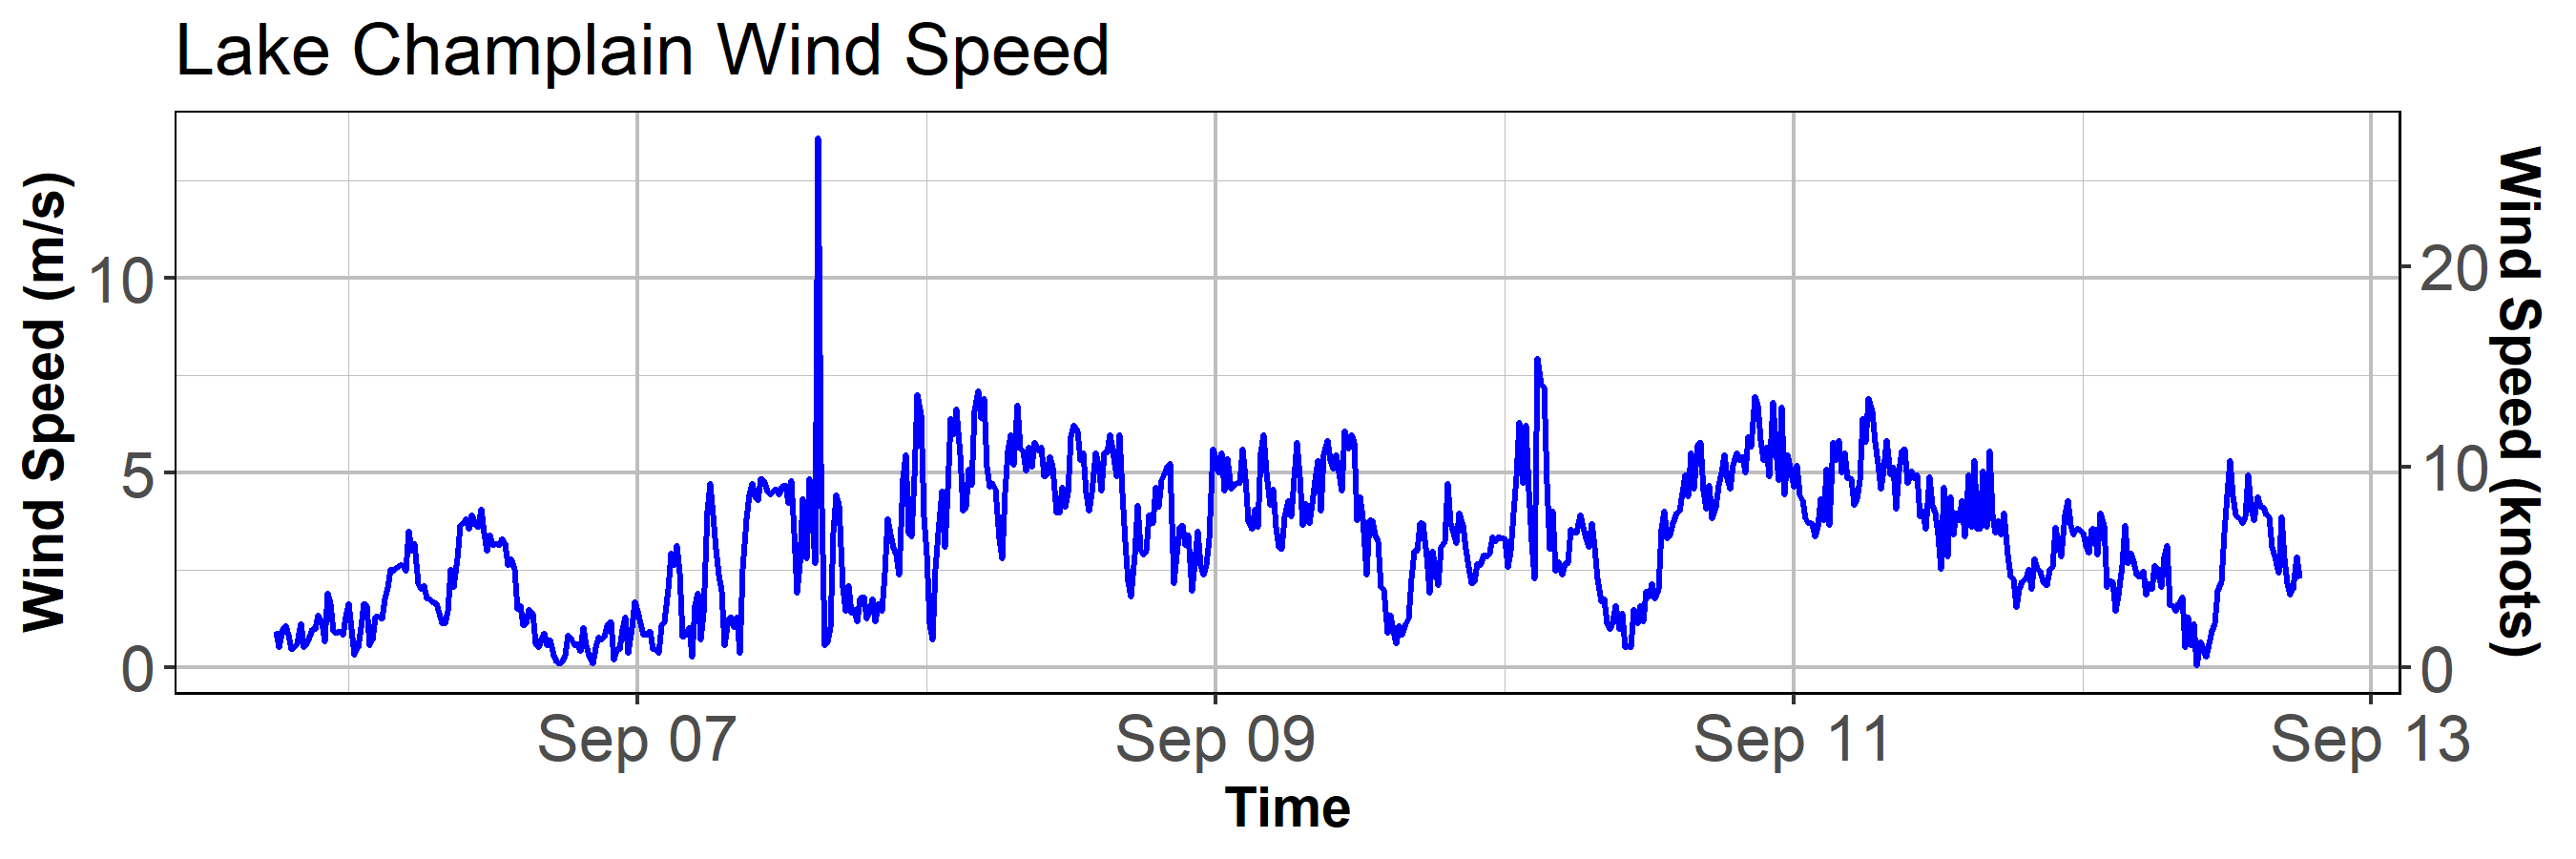 Lake Champlain Wind Speed
Wind Speed (m/s)
10
5
0
20
10
0
Wind Speed (knots)
Sep 07
Sep 09
Sep 11
Sep 13
Time